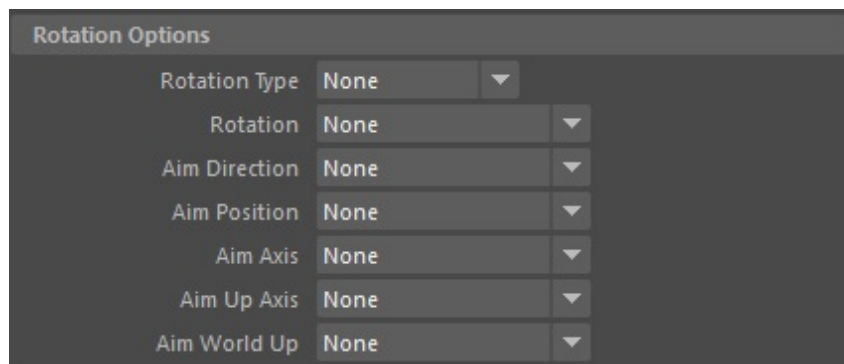 Rotation Options
Rotation Type None
Rotation None
Aim Direction None
Aim Position None
Aim Axis None
Aim Up Axis None
Aim World Up None